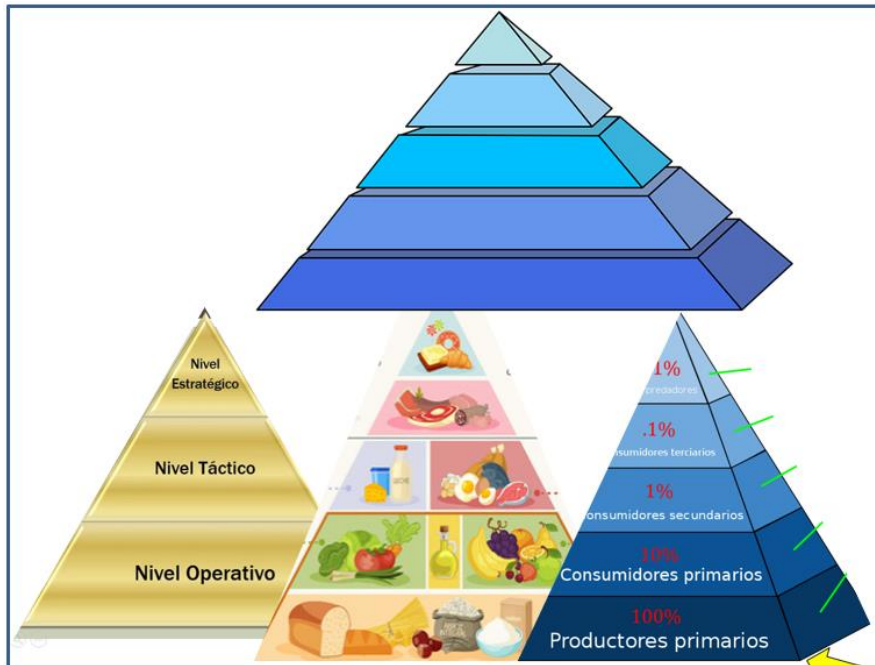 Nivel
Estratégico
Nivel Táctico
Nivel Operativo
1%
predadores
.1%
nsumidores terciarios
1%
onsumidores secundarios
10%
Consumidores primarios
100%
Productores primarios